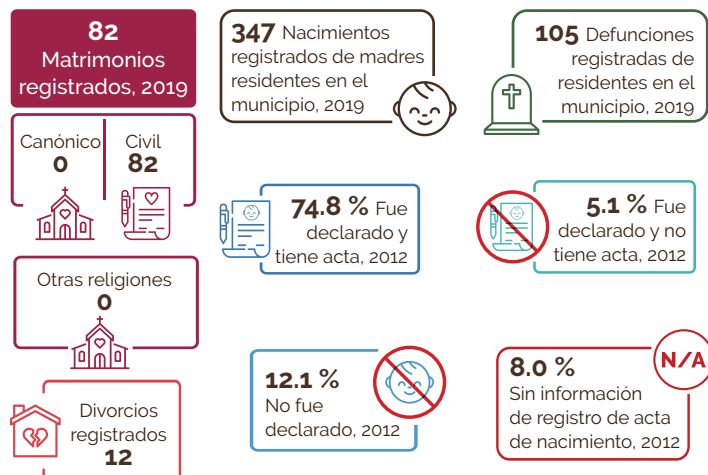 82
Matrimonios
registrados, 2019
Canónico
0
Civil
82
Otras religiones
0
Divorcios
registrados
12
347 Nacimientos
registrados de madres
residentes en el
municipio, 2019
105 Defunciones
registradas de
residentes en el
municipio, 2019
74.8 % Fue
declarado y
tiene acta, 2012
5.1 % Fue
declarado y no
tiene acta, 2012
12.1 %
No fue
declarado, 2012
N/A
8.0 %
Sin información
de registro de acta
de nacimiento, 2012